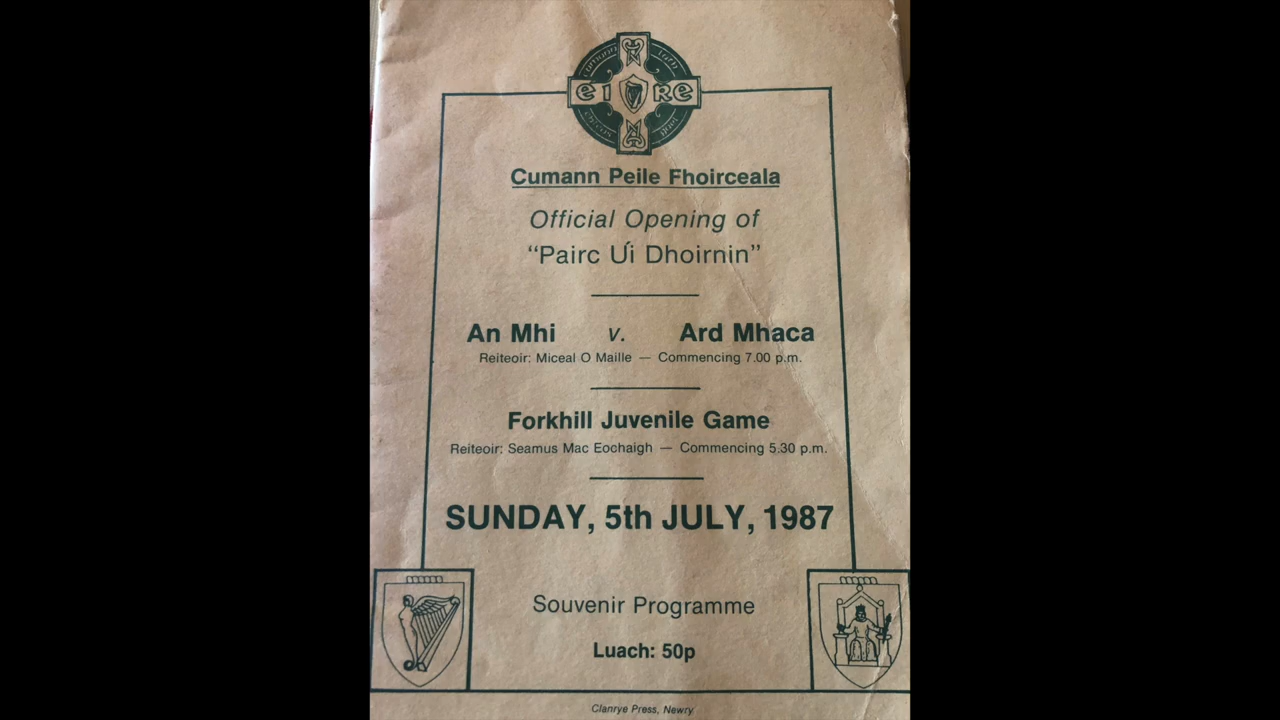 éiRe
Cumann Peile Fhoirceala
Official Opening of
“Pairc Uí Dhoirnin”
An Mhi v. Ard Mhaca
Reiteoir: Miceal O Maille — Commencing 7.00 p.m.
Forkhill Juvenile Game
Reiteoir: Seamus Mac Eochaigh — Commencing 5.30 p.m.
SUNDAY, 5th JULY, 1987
Souvenir Programme
Luach: 50p
Clanrye Press, Newry